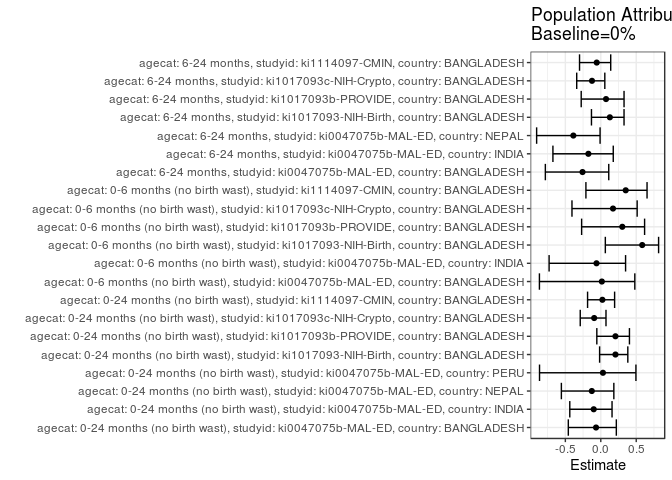 Population Attribu
Baseline=0%
agecat: 6-24 months, studyid: ki1114097-CMIN, country: BANGLADESH
agecat: 6-24 months, studyid: ki1017093c-NIH-Crypto, country: BANGLADESH
agecat: 6-24 months, studyid: ki1017093b-PROVIDE, country: BANGLADESH
agecat: 6-24 months, studyid: ki1017093-NIH-Birth, country: BANGLADESH
agecat: 6-24 months, studyid: ki0047075b-MAL-ED, country: NEPAL
agecat: 6-24 months, studyid: ki0047075b-MAL-ED, country: INDIA
agecat: 6-24 months, studyid: ki0047075b-MAL-ED, country: BANGLADESH
agecat: 0-6 months (no birth wast), studyid: ki1114097-CMIN, country: BANGLADESH
agecat: 0-6 months (no birth wast), studyid: ki1017093c-NIH-Crypto, country: BANGLADESH
agecat: 0-6 months (no birth wast), studyid: ki1017093b-PROVIDE, country: BANGLADESH
agecat: 0-6 months (no birth wast), studyid: ki1017093-NIH-Birth, country: BANGLADESH
agecat: 0-6 months (no birth wast), studyid: ki0047075b-MAL-ED, country: INDIA
agecat: 0-6 months (no birth wast), studyid: ki0047075b-MAL-ED, country: BANGLADESH
agecat: 0-24 months (no birth wast), studyid: ki1114097-CMIN, country: BANGLADESH
agecat: 0-24 months (no birth wast), studyid: ki1017093c-NIH-Crypto, country: BANGLADESH
agecat: 0-24 months (no birth wast), studyid: ki1017093b-PROVIDE, country: BANGLADESH
agecat: 0-24 months (no birth wast), studyid: ki1017093-NIH-Birth, country: BANGLADESH
agecat: 0-24 months (no birth wast), studyid: ki0047075b-MAL-ED, country: PERU
agecat: 0-24 months (no birth wast), studyid: ki0047075b-MAL-ED, country: NEPAL
agecat: 0-24 months (no birth wast), studyid: ki0047075b-MAL-ED, country: INDIA
agecat: 0-24 months (no birth wast), studyid: ki0047075b-MAL-ED, country: BANGLADESH
-0.5 0.0 0.5
Estimate